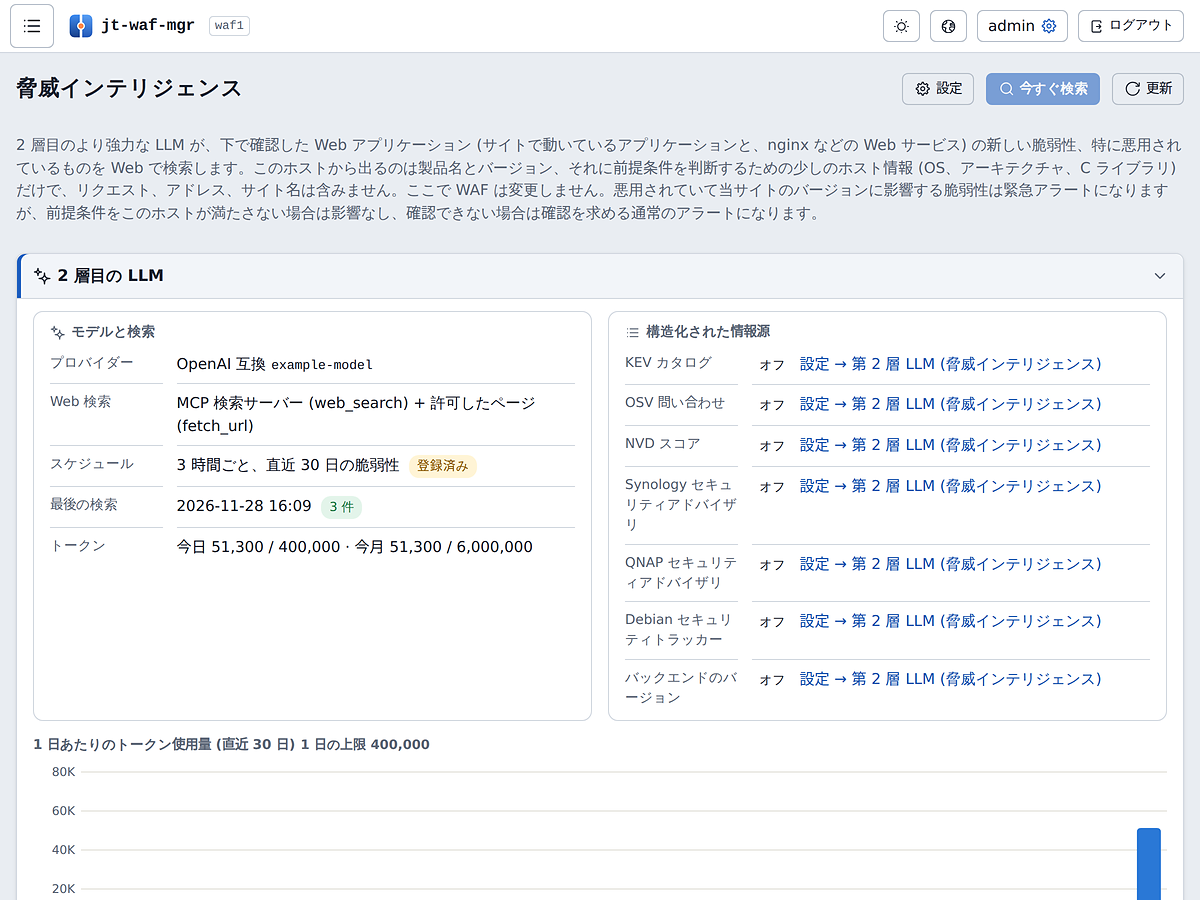 jt-waf-mgr waf1 admin ログアウト
脅威インテリジェンス 設定 今すぐ検索 更新
2 層目のより強力な LLM が、下で確認した Web アプリケーション (サイトで動いているアプリケーションと、nginx などの Web サービス) の新しい脆弱性、特に悪用され
ているものを Web で検索します。このホストから出るのは製品名とバージョン、それに前提条件を判断するための少しのホスト情報 (OS、アーキテクチャ、C ライブラリ)
だけで、リクエスト、アドレス、サイト名は含みません。ここで WAF は変更しません。悪用されていて当サイトのバージョンに影響する脆弱性は緊急アラートになります
が、前提条件をこのホストが満たさない場合は影響なし、確認できない場合は確認を求める通常のアラートになります。
2 層目の LLM
モデルと検索
プロバイダー OpenAI 互換 example-model
Web 検索 MCP 検索サーバー (web_search) + 許可したページ
(fetch_url)
スケジュール 3 時間ごと、直近 30 日の脆弱性 登録済み
最後の検索 2026-11-28 16:09 3 件
トークン 今日 51,300 / 400,000 · 今月 51,300 / 6,000,000
構造化された情報源
KEV カタログ オフ 設定 → 第 2 層 LLM (脅威インテリジェンス)
OSV 問い合わせ オフ 設定 → 第 2 層 LLM (脅威インテリジェンス)
NVD スコア オフ 設定 → 第 2 層 LLM (脅威インテリジェンス)
Synology セキュ オフ 設定 → 第 2 層 LLM (脅威インテリジェンス)
リティアドバイザ
リ
QNAP セキュリテ オフ 設定 → 第 2 層 LLM (脅威インテリジェンス)
ィアドバイザリ
Debian セキュリ オフ 設定 → 第 2 層 LLM (脅威インテリジェンス)
ティトラッカー
バックエンドのバ オフ 設定 → 第 2 層 LLM (脅威インテリジェンス)
ージョン
1 日あたりのトークン使用量 (直近 30 日) 1 日の上限 400,000
80K
60K
40K
20K